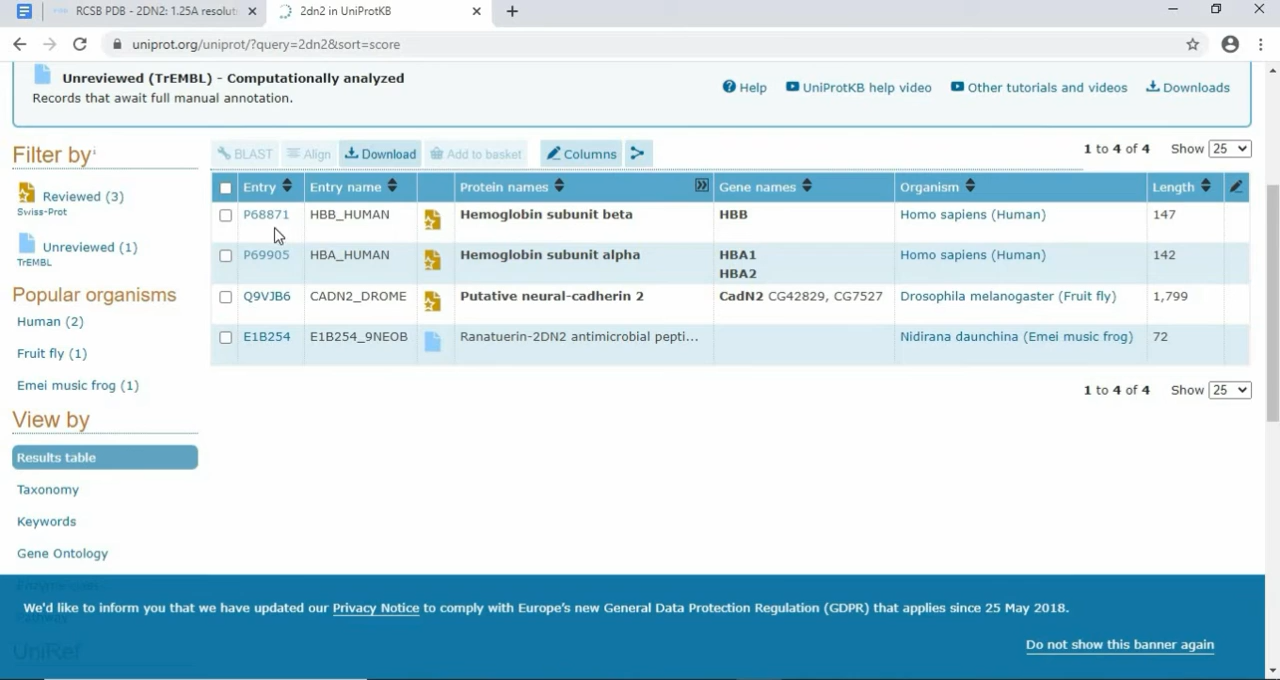 RCSB PDB - 2DN2: 1.25A resolut
2dn2 in UniProtKB
uniprot.org/uniprot/?query=2dn2&sort=score
Unreviewed (TrEMBL) - Computationally analyzed
Records that await full manual annotation.
Help UniProtKB help video Other tutorials and videos Downloads
Filter by
BLAST Align Download Add to basket Columns
1 to 4 of 4 Show 25
Entry Entry name Protein names Gene names Organism Length
Reviewed (3)
Swiss-Prot
Unreviewed (1)
TrEMBL
P68871 HBB_HUMAN Hemoglobin subunit beta HBB Homo sapiens (Human) 147
P69905 HBA_HUMAN Hemoglobin subunit alpha HBA1 Homo sapiens (Human) 142
HBA2
Q9VJB6 CADN2_DROME Putative neural-cadherin 2 CadN2 CG42829, CG7527 Drosophila melanogaster (Fruit fly) 1,799
E1B254 E1B254_9NEOB Ranatuerin-2DN2 antimicrobial pepti... Nidirana daunchina (Emei music frog) 72
Popular organisms
Human (2)
Fruit fly (1)
Emei music frog (1)
1 to 4 of 4 Show 25
View by
Results table
Taxonomy
Keywords
Gene Ontology
We'd like to inform you that we have updated our Privacy Notice to comply with Europe's new General Data Protection Regulation (GDPR) that applies since 25 May 2018.
Do not show this banner again
UniRef